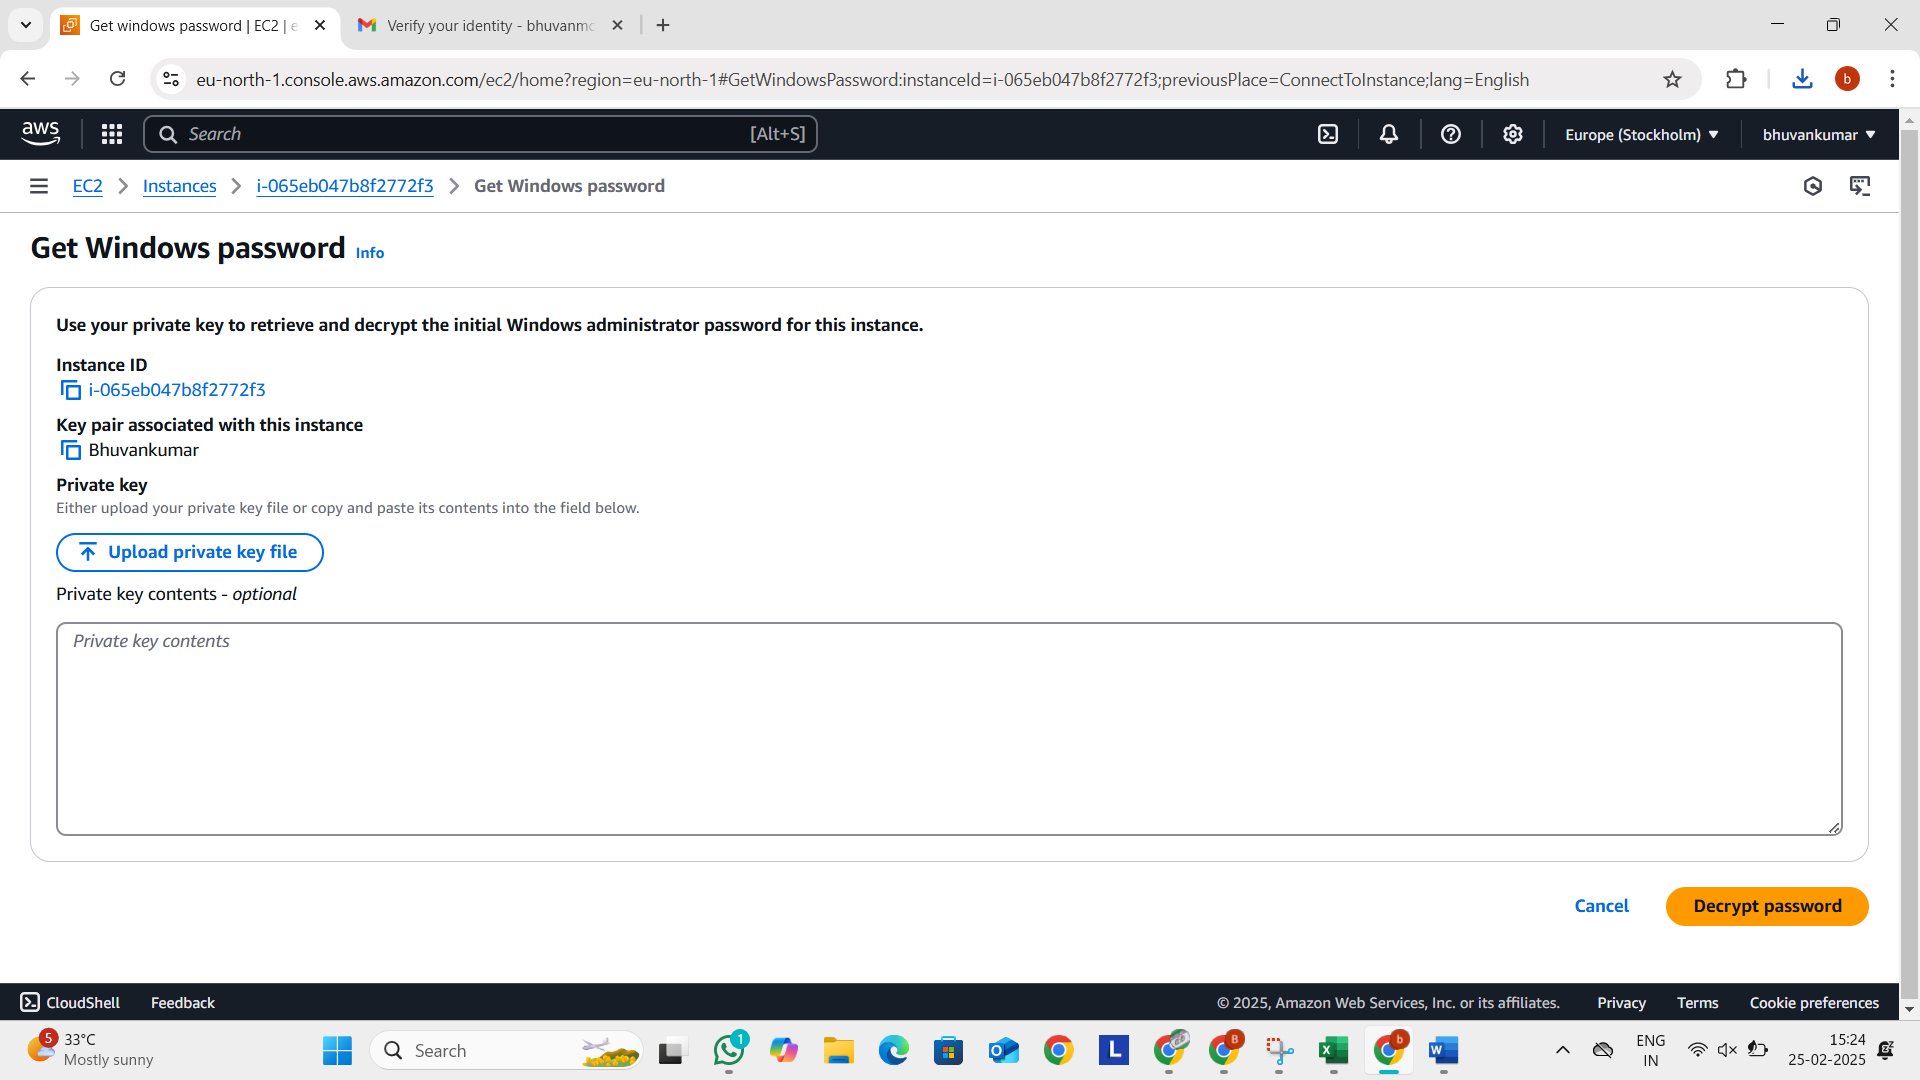 Get windows password | EC2 | e
Verify your identity - bhuvanmo
eu-north-1.console.aws.amazon.com/ec2/home?region=eu-north-1#GetWindowsPassword:instanceId=i-065eb047b8f2772f3;previousPlace=ConnectToInstance;lang=English
b
aws
Search
[Alt+S]
Europe (Stockholm)
bhuvankumar
EC2
Instances
i-065eb047b8f2772f3
Get Windows password
Get Windows password Info
Use your private key to retrieve and decrypt the initial Windows administrator password for this instance.
Instance ID
i-065eb047b8f2772f3
Key pair associated with this instance
Bhuvankumar
Private key
Either upload your private key file or copy and paste its contents into the field below.
Upload private key file
Private key contents - optional
Private key contents
Cancel
Decrypt password
CloudShell
Feedback
© 2025, Amazon Web Services, Inc. or its affiliates.
Privacy
Terms
Cookie preferences
5
33°C
Mostly sunny
Search
1
L
B
b
ENG
IN
15:24
25-02-2025